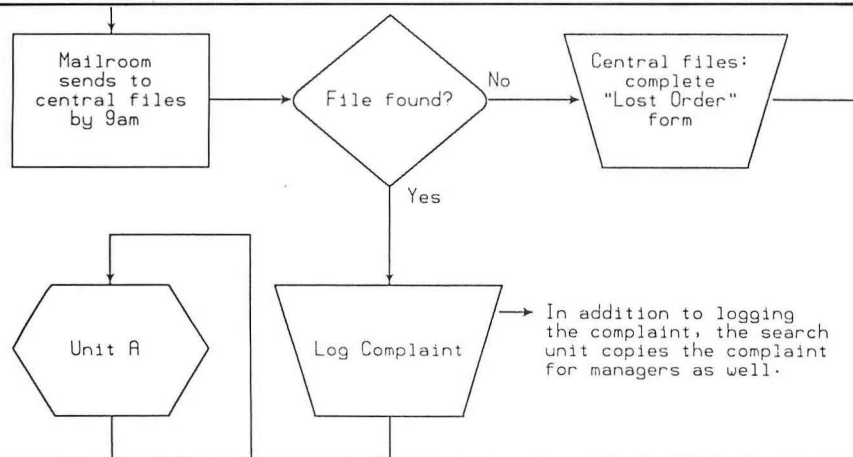 Mailroom
sends to
central files
by 9am
File found?
No
Central files:
complete
"Lost Order"
form
Yes
Unit A
Log Complaint
In addition to logging
the complaint, the search
unit copies the complaint
for managers as well.